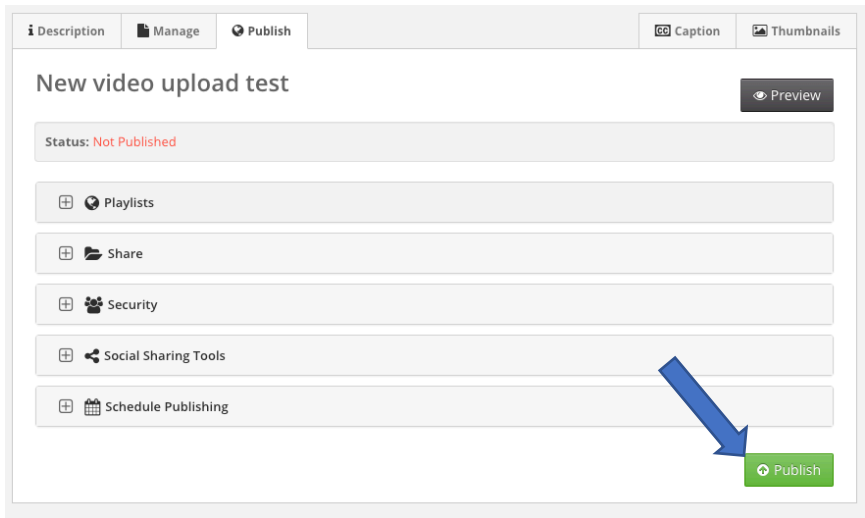 Description Manage Publish CC Caption Thumbnails
New video upload test
Preview
Status: Not Published
Playlists
Share
Security
Social Sharing Tools
Schedule Publishing
Publish